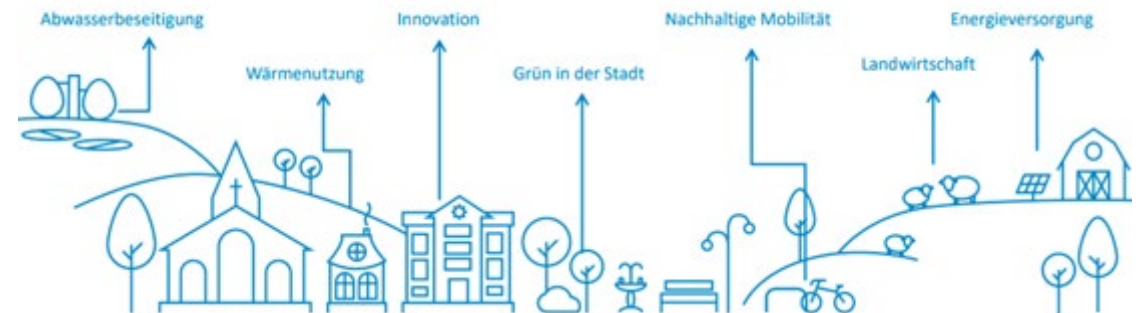 Abwasserbeseitigung
Innovation
Nachhaltige Mobilität
Energieversorgung
Wärmenutzung
Grün in der Stadt
Landwirtschaft